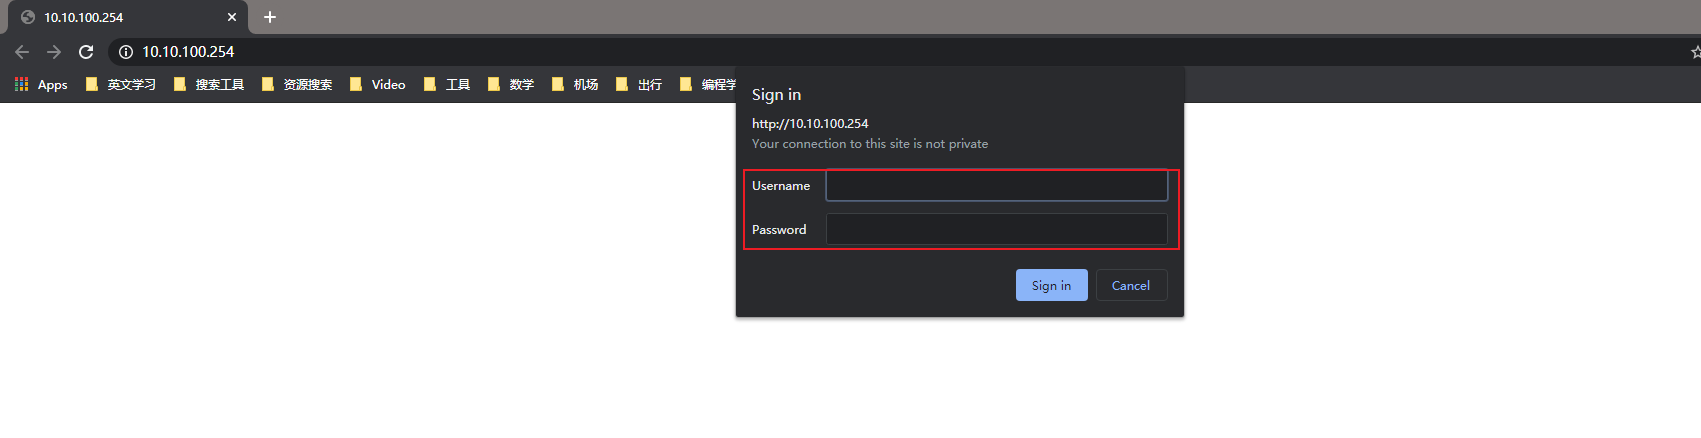 10.10.100.254
10.10.100.254
Apps 英文学习 搜索工具 资源搜索 Video 工具 数学 机场 出行 编程学
Sign in
http://10.10.100.254
Your connection to this site is not private
Username
Password
Sign in Cancel